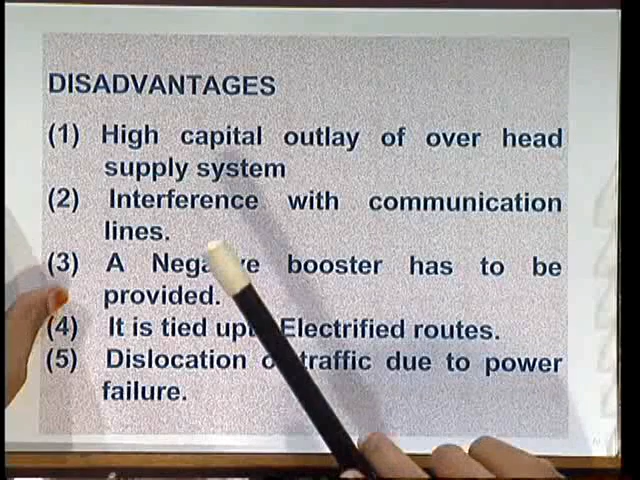 DISADVANTAGES
(1) High capital outlay of over head
supply system
(2) Interference with communication
lines.
(3) A booster has to be
provided.
(4) It is tied Electrified routes.
(5) Dislocation traffic due to power
failure.